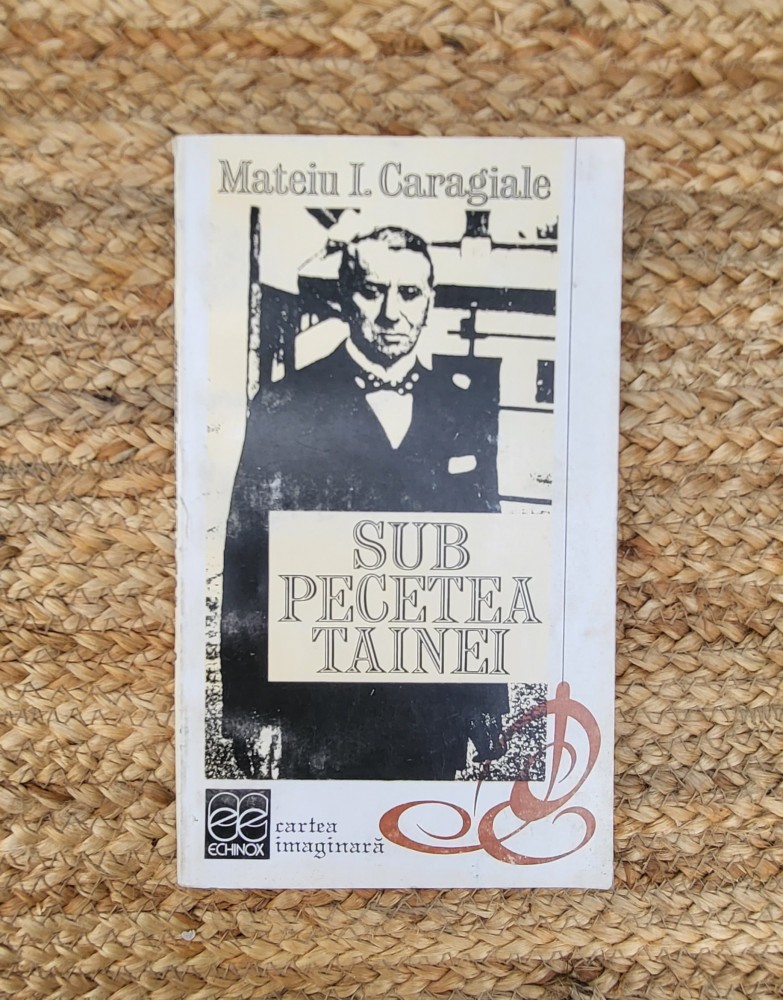 Mateiu I. Caragiale
SUB
PECETEA
TAINEI
ECHINOX
cartea
imaginară